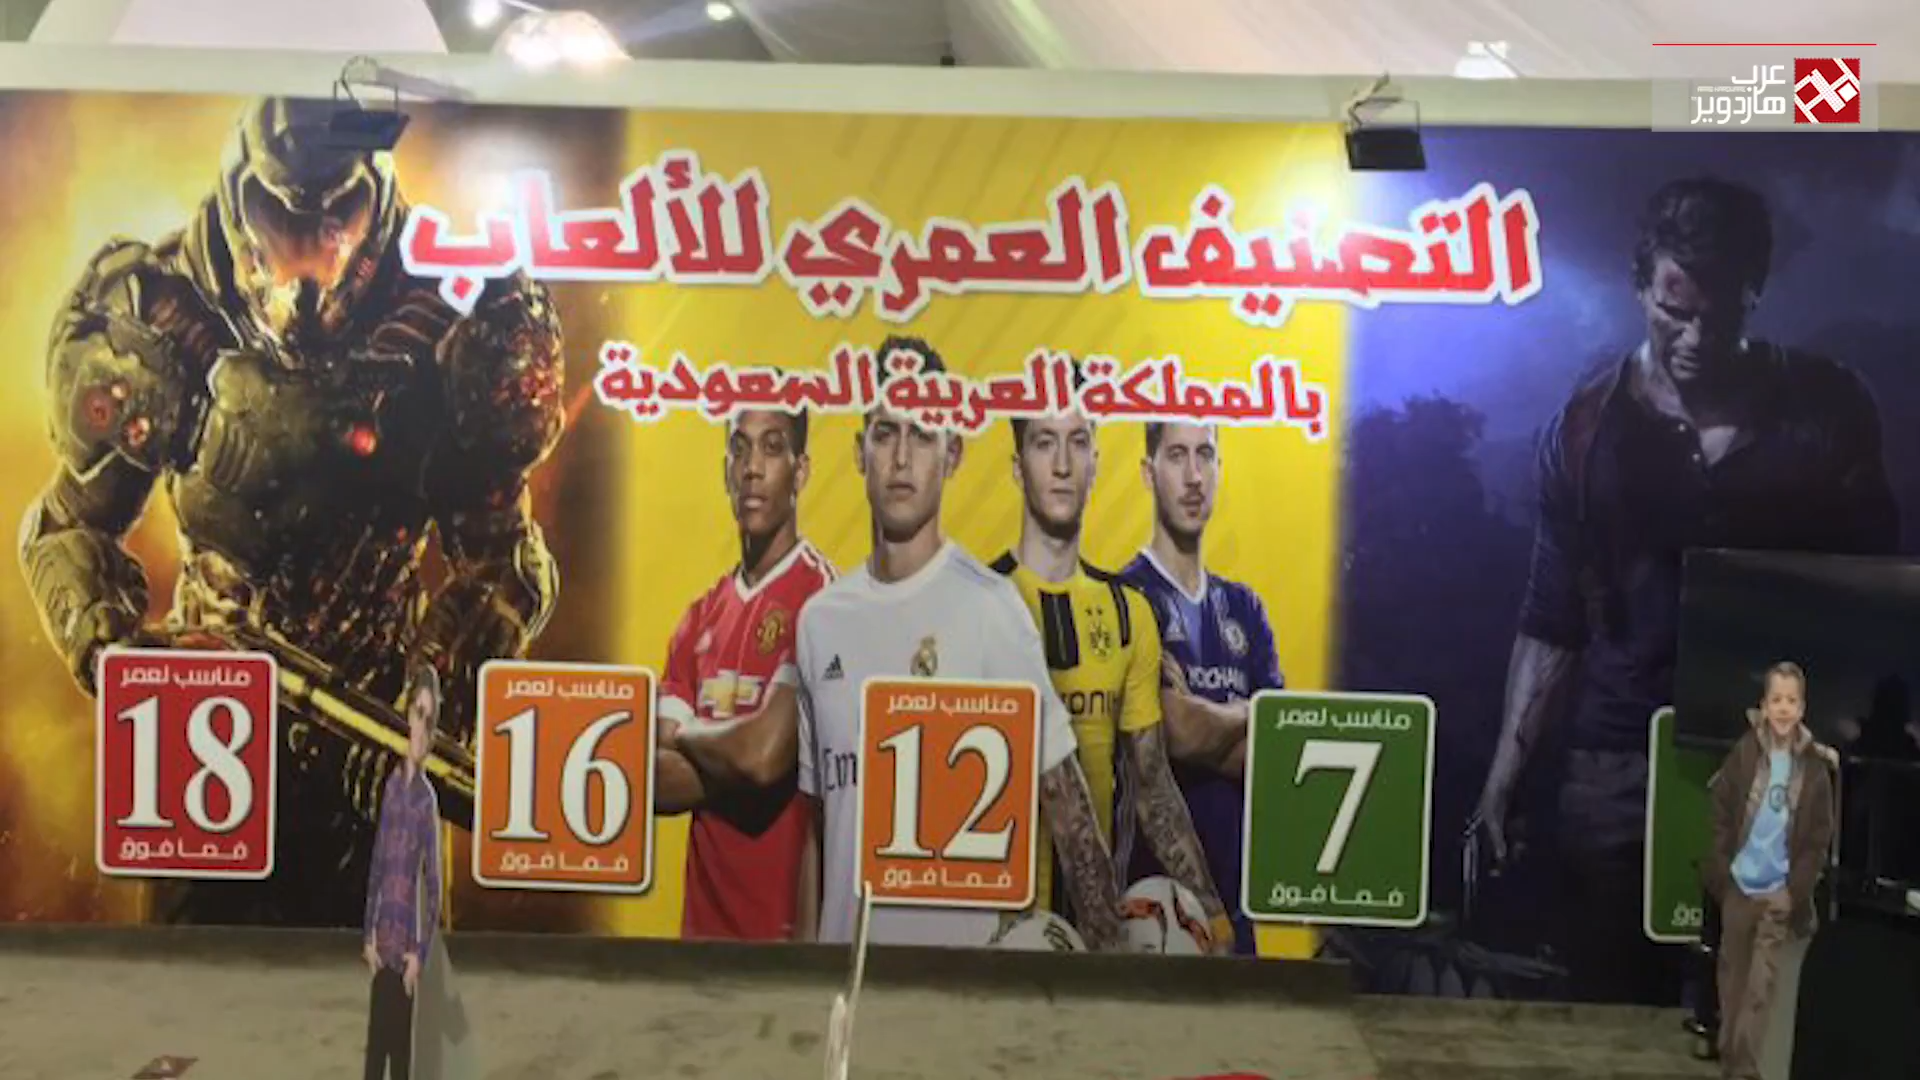 عرب هاردوير
التصنيف العمري للألعاب
بالمملكة العربية السعودية
مناسب لعمر
7
فما فوق
مناسب لعمر
12
فما فوق
مناسب لعمر
16
فما فوق
مناسب لعمر
18
فما فوق